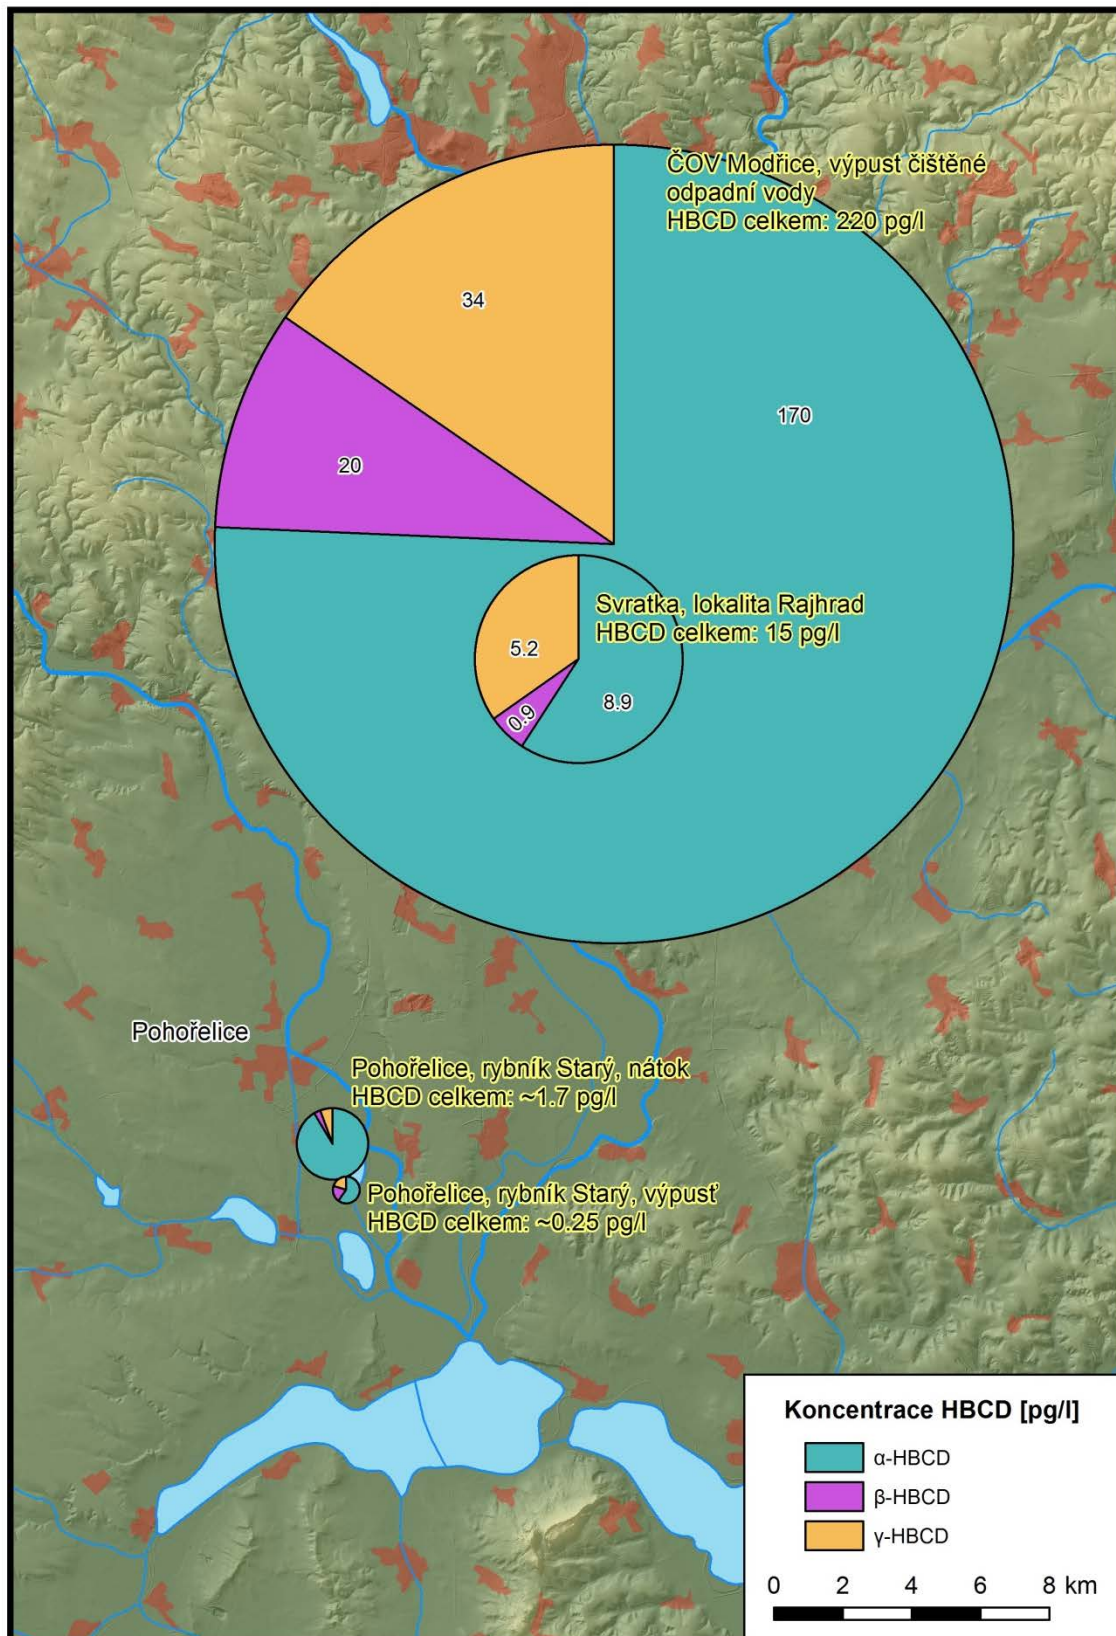 ČOV Modřice, výpust čištěné
odpadní vody
HBCD celkem: 220 pg/l
34
170
20
Svratka, lokalita Rajhrad
HBCD celkem: 15 pg/l
5.2
8.9
0.9
Pohořelice
Pohořelice, rybník Starý, nátok
HBCD celkem: ~1.7 pg/l
Pohořelice, rybník Starý, výpusť
HBCD celkem: ~0.25 pg/l
Koncentrace HBCD [pg/l]
α-HBCD
β-HBCD
γ-HBCD
0 2 4 6 8 km